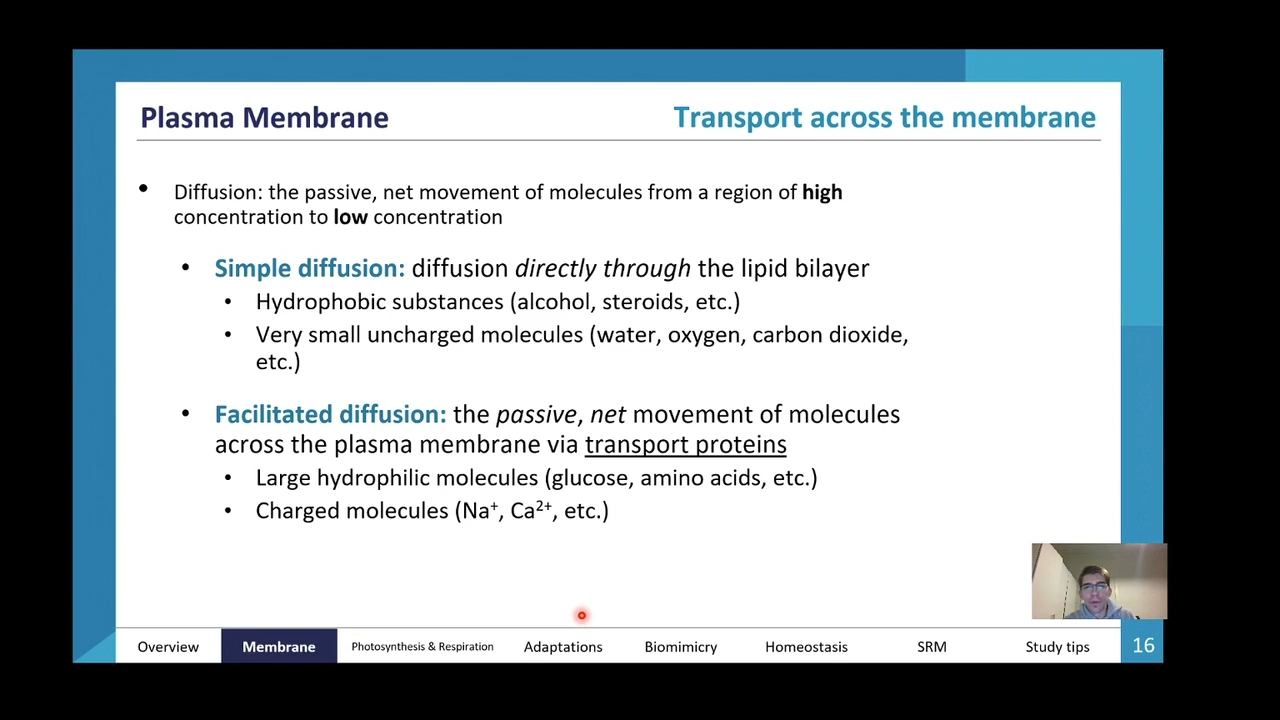 Plasma Membrane
Transport across the membrane
• Diffusion: the passive, net movement of molecules from a region of high
concentration to low concentration
• Simple diffusion: diffusion directly through the lipid bilayer
• Hydrophobic substances (alcohol, steroids, etc.)
• Very small uncharged molecules (water, oxygen, carbon dioxide,
etc.)
• Facilitated diffusion: the passive, net movement of molecules
across the plasma membrane via transport proteins
• Large hydrophilic molecules (glucose, amino acids, etc.)
• Charged molecules (Na⁺, Ca²⁺, etc.)
Overview Membrane Photosynthesis & Respiration Adaptations Biomimicry Homeostasis SRM Study tips 16